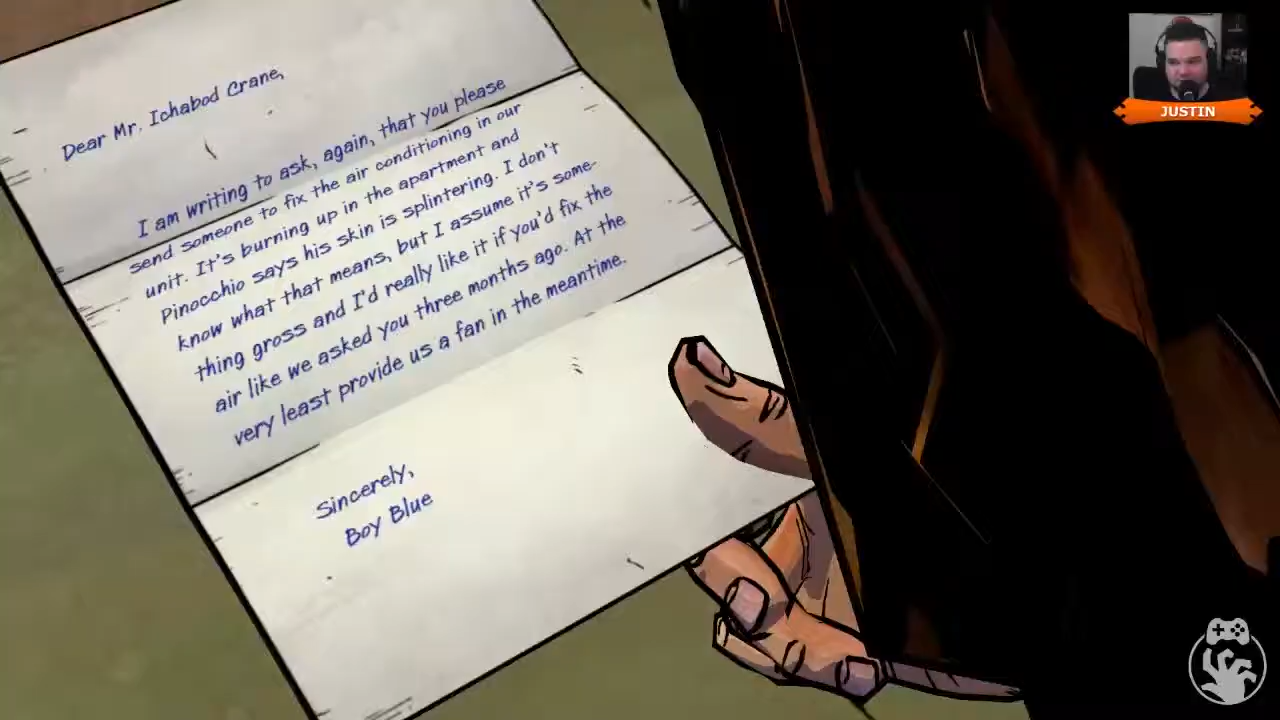 Dear Mr. Ichabod Crane,
I am writing to ask, again, that you please
send someone to fix the air conditioning in our
unit. It's burning up in the apartment and
Pinocchio says his skin is splintering. I don't
know what that means, but I assume it's some-
thing gross and I'd really like it if you'd fix the
air like we asked you three months ago. At the
very least provide us a fan in the meantime.
Sincerely,
Boy Blue
JUSTIN